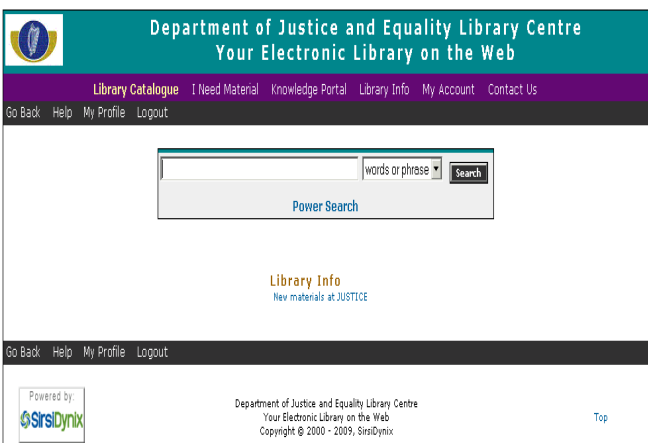 Department of Justice and Equality Library Centre
Your Electronic Library on the Web
Library Catalogue I Need Material Knowledge Portal Library Info My Account Contact Us
Go Back Help My Profile Logout
words or phrase Search
Power Search
Library Info
New materials at JUSTICE
Go Back Help My Profile Logout
Powered by:
SirsiDynix
Department of Justice and Equality Library Centre
Your Electronic Library on the Web
Copyright © 2000 - 2009, SirsiDynix
Top